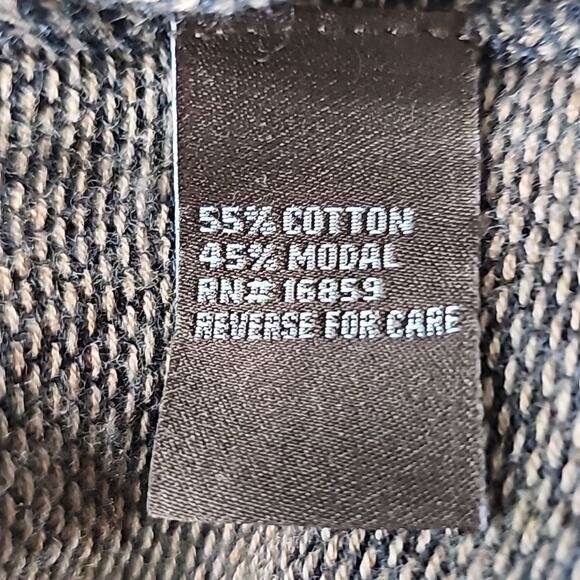 55% COTTON
45% MODAL
RN# 16859
REVERSE FOR CARE